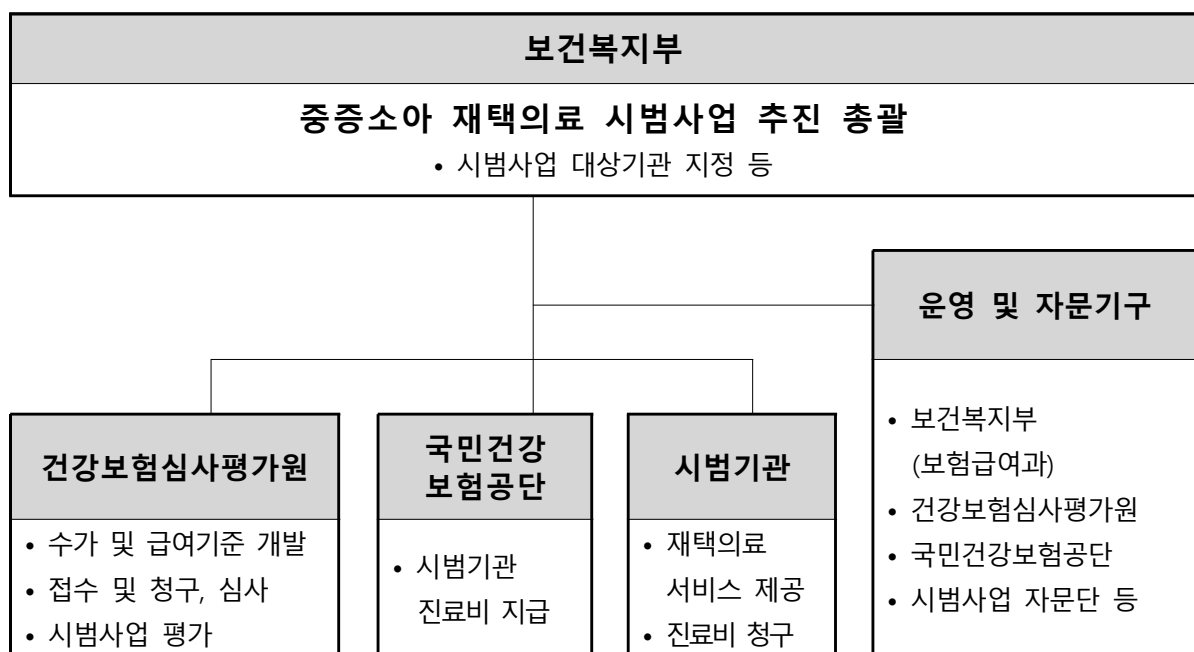 보건복지부
중증소아 재택의료 시범사업 추진 총괄
• 시범사업 대상기관 지정 등
운영 및 자문기구
• 보건복지부
(보험급여과)
• 건강보험심사평가원
• 국민건강보험공단
• 시범사업 자문단 등
건강보험심사평가원
• 수가 및 급여기준 개발
• 접수 및 청구, 심사
• 시범사업 평가
국민건강
보험공단
• 시범기관
진료비 지급
시범기관
• 재택의료
서비스 제공
• 진료비 청구